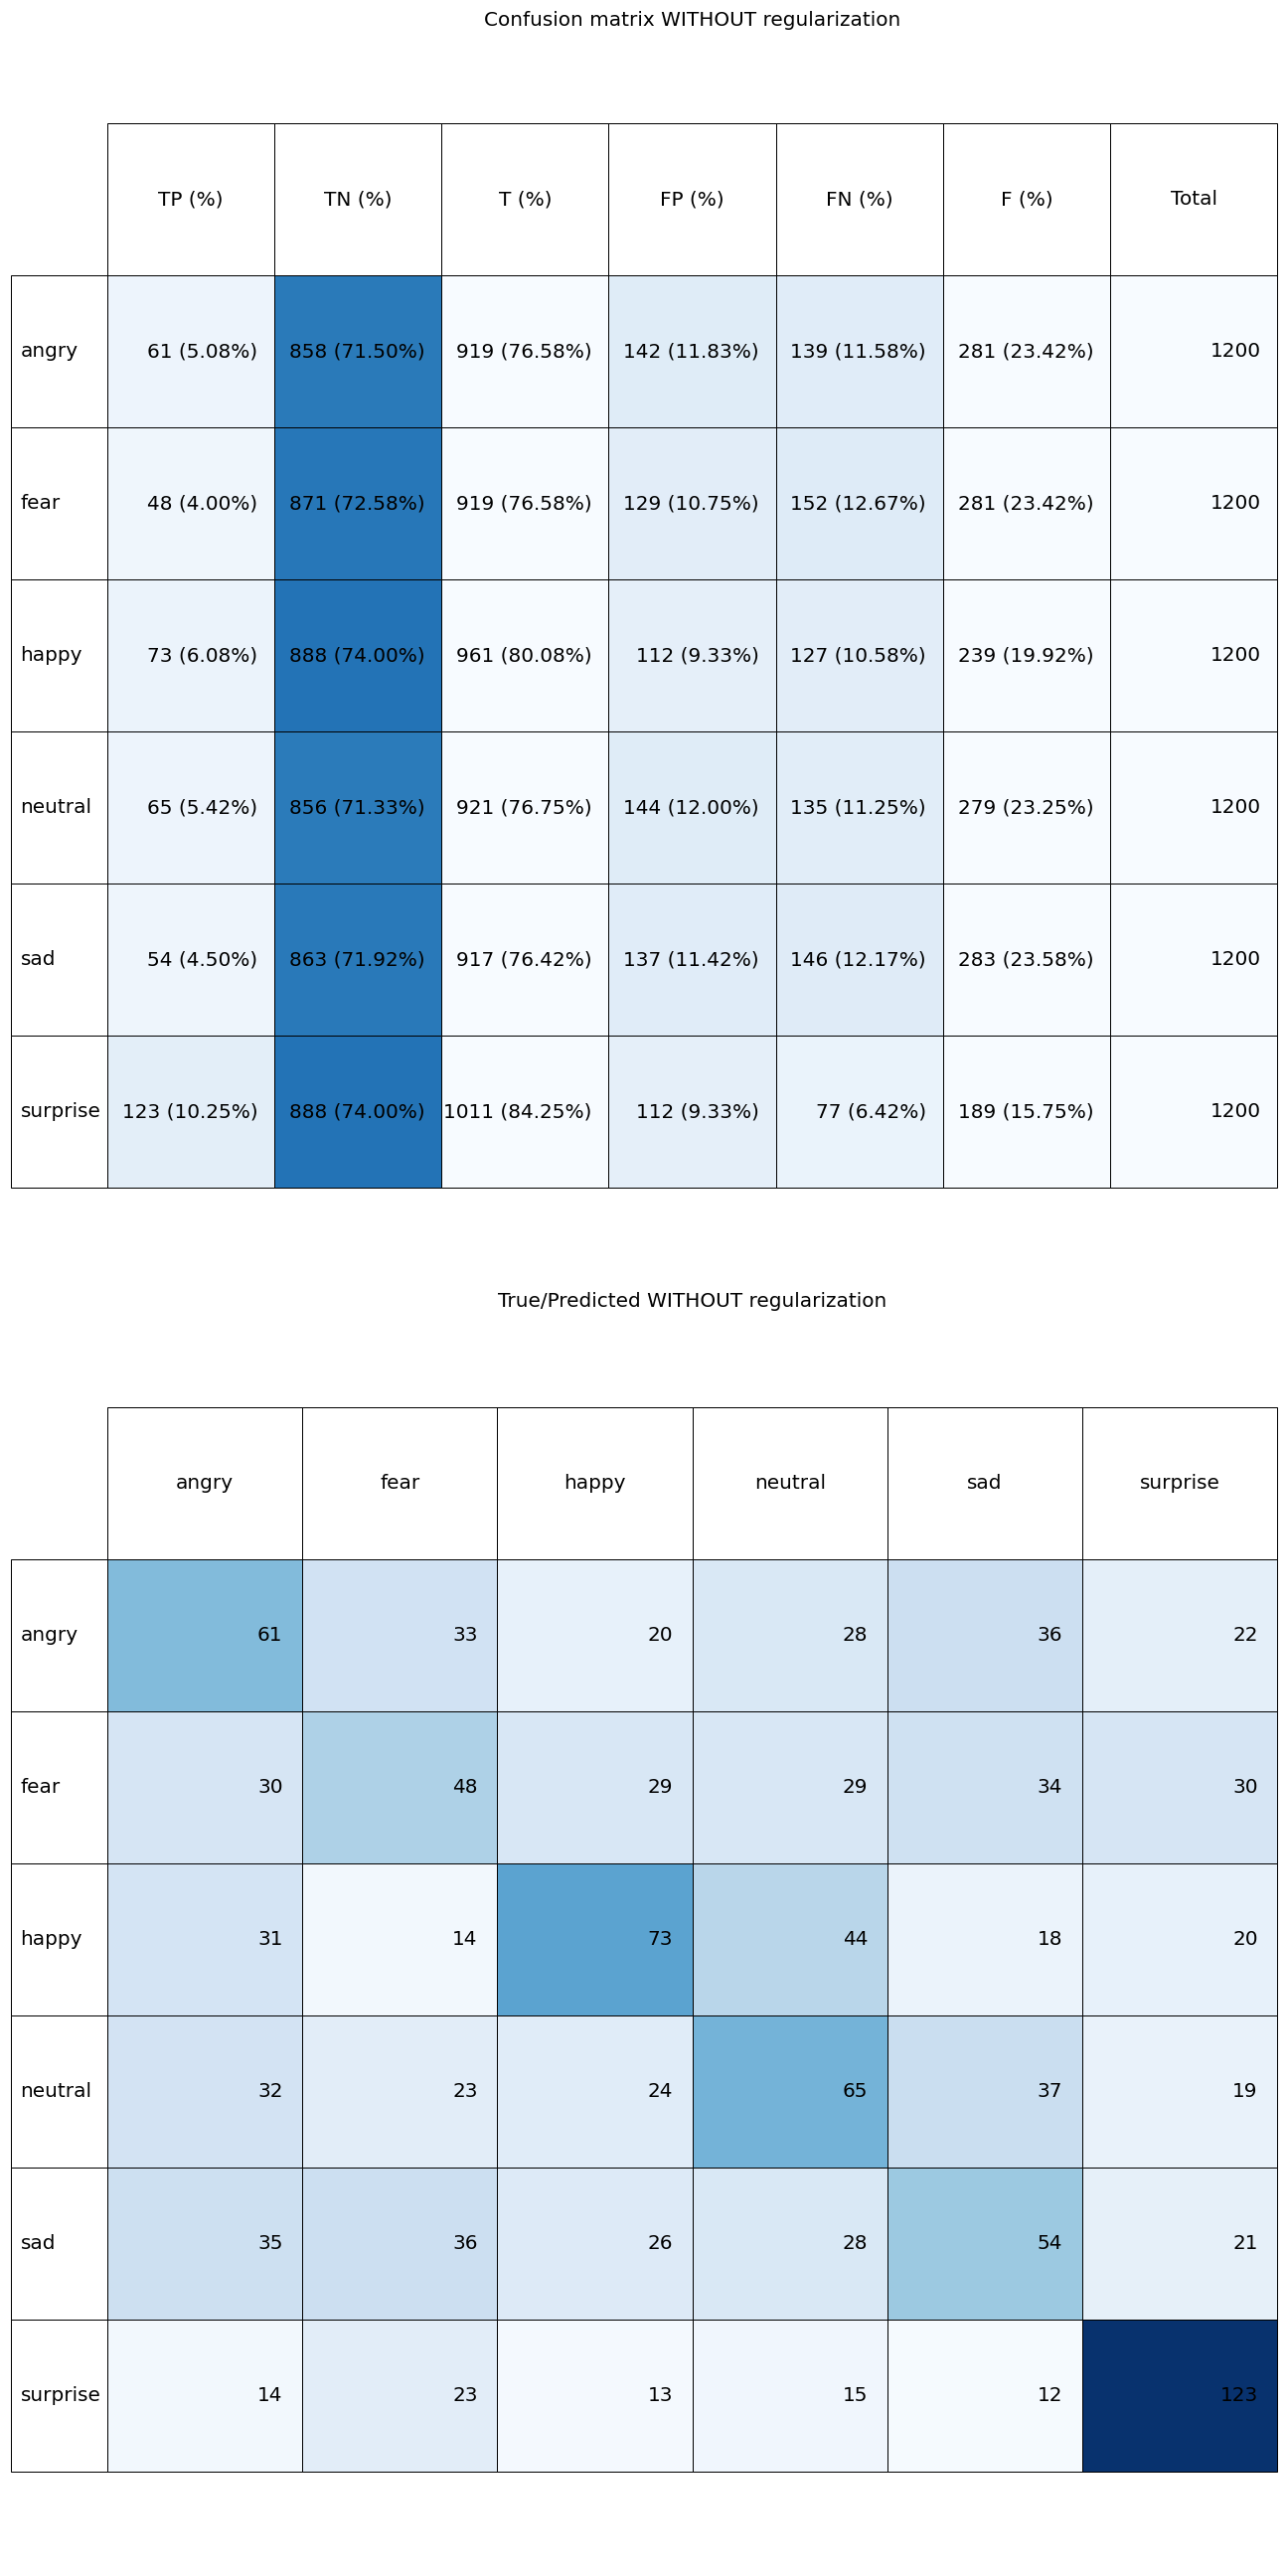 Confusion matrix WITHOUT regularization
TP (%) TN (%) T (%) FP (%) FN (%) F (%) Total
angry 61 (5.08%) 858 (71.50%) 919 (76.58%) 142 (11.83%) 139 (11.58%) 281 (23.42%) 1200
fear 48 (4.00%) 871 (72.58%) 919 (76.58%) 129 (10.75%) 152 (12.67%) 281 (23.42%) 1200
happy 73 (6.08%) 888 (74.00%) 961 (80.08%) 112 (9.33%) 127 (10.58%) 239 (19.92%) 1200
neutral 65 (5.42%) 856 (71.33%) 921 (76.75%) 144 (12.00%) 135 (11.25%) 279 (23.25%) 1200
sad 54 (4.50%) 863 (71.92%) 917 (76.42%) 137 (11.42%) 146 (12.17%) 283 (23.58%) 1200
surprise 123 (10.25%) 888 (74.00%) 1011 (84.25%) 112 (9.33%) 77 (6.42%) 189 (15.75%) 1200
True/Predicted WITHOUT regularization
angry fear happy neutral sad surprise
angry 61 33 20 28 36 22
fear 30 48 29 29 34 30
happy 31 14 73 44 18 20
neutral 32 23 24 65 37 19
sad 35 36 26 28 54 21
surprise 14 23 13 15 12 123